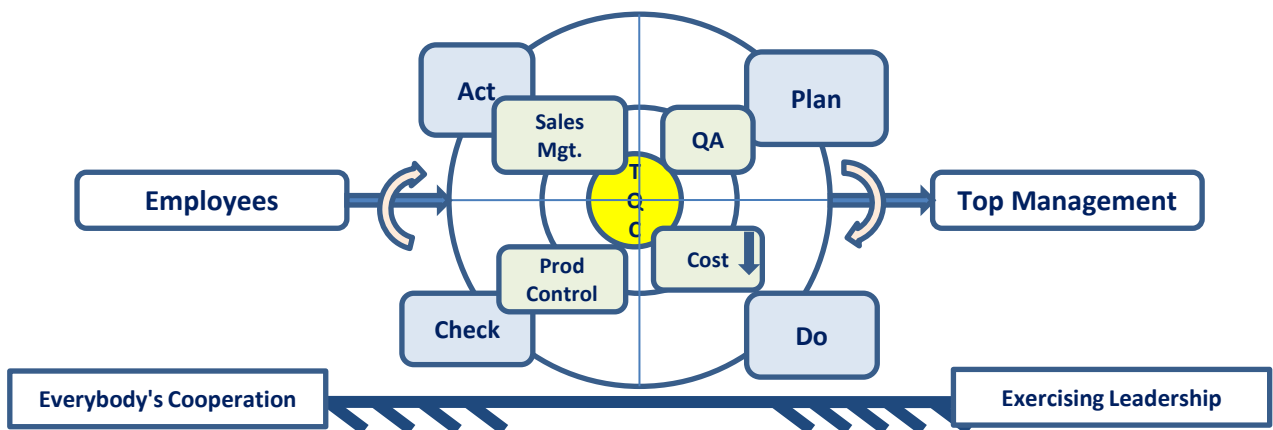 Act
Plan
Sales
Mgt.
QA
T
Q
C
Employees
Top Management
Prod
Control
Cost
Check
Do
Everybody's Cooperation
Exercising Leadership